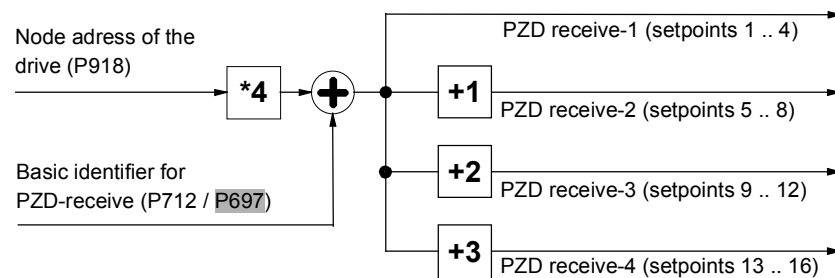 Node adress of the
drive (P918)
*4
Basic identifier for
PZD-receive (P712 / P697)
PZD receive-1 (setpoints 1 .. 4)
+1
PZD receive-2 (setpoints 5 .. 8)
+2
PZD receive-3 (setpoints 9 .. 12)
+3
PZD receive-4 (setpoints 13 .. 16)